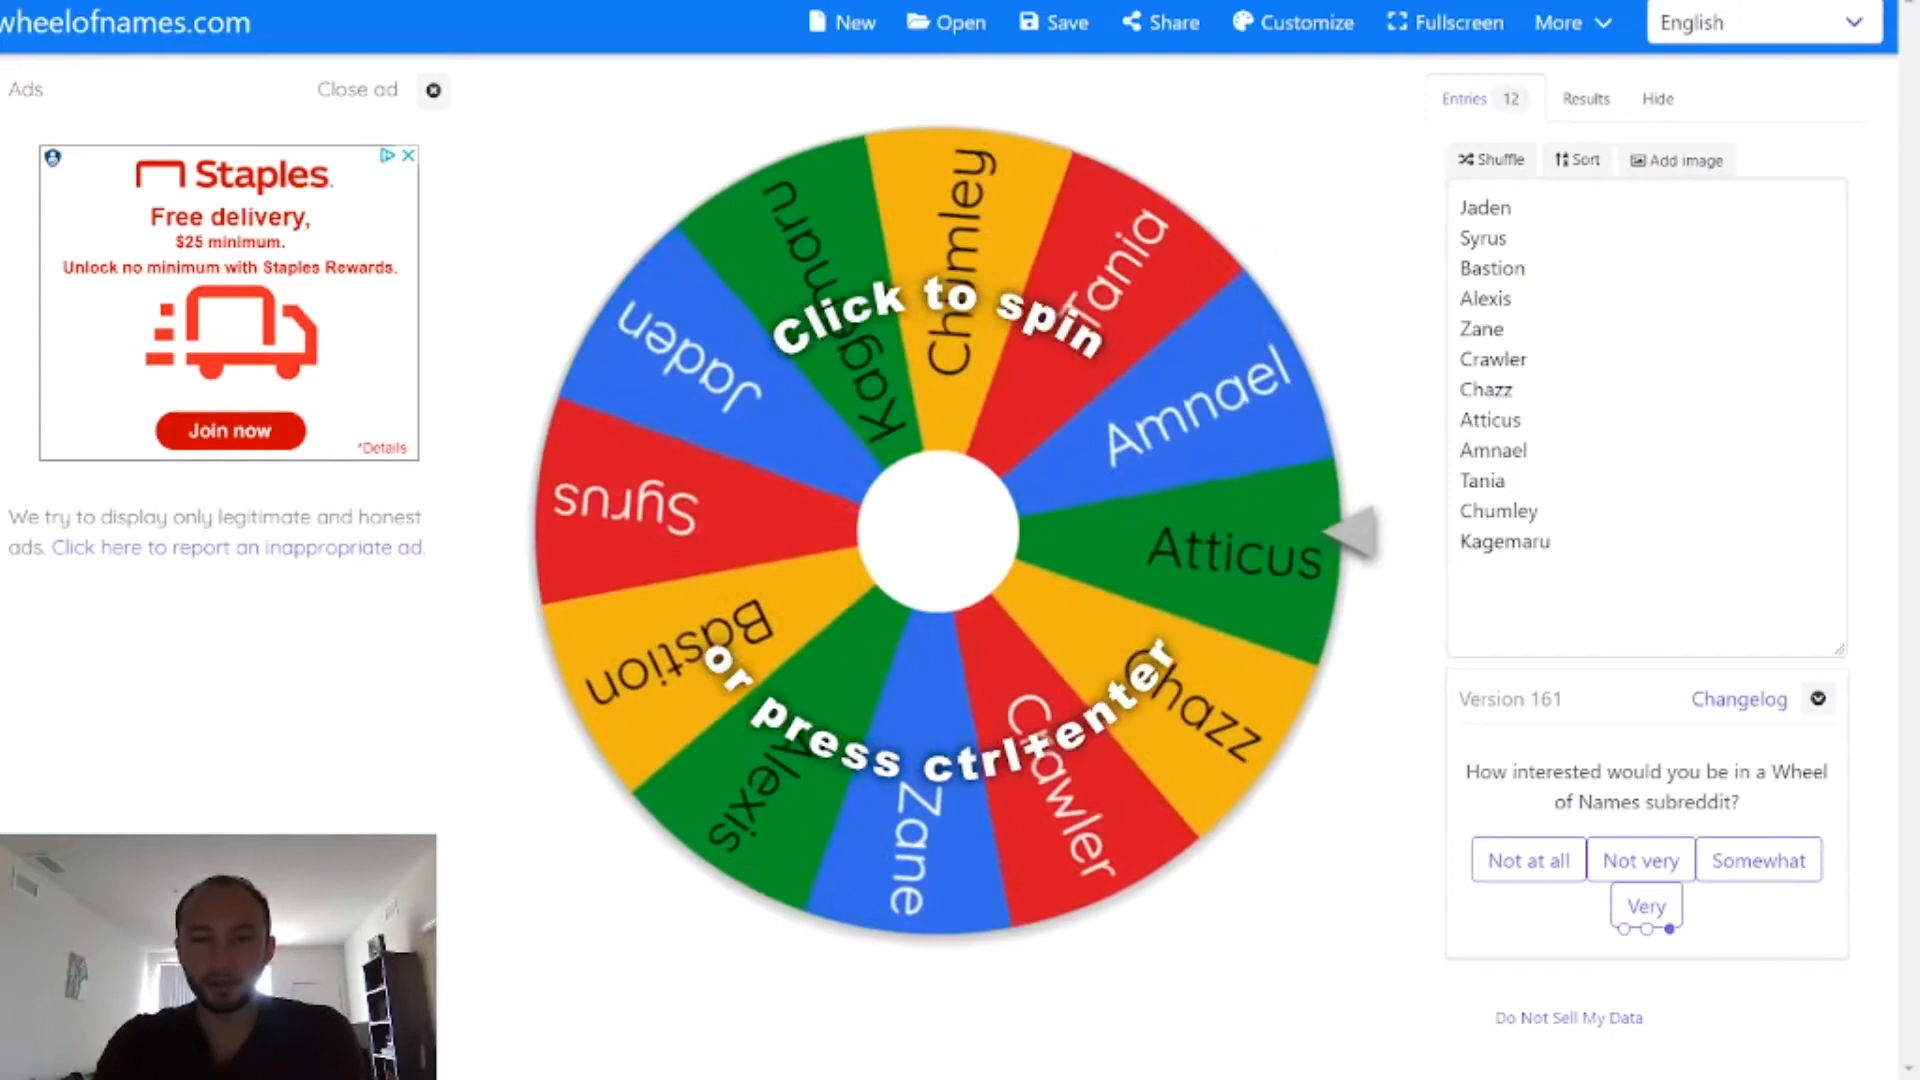 wheelofnames.com
New
Open
Save
Share
Customize
Fullscreen
More
English
Ads
Close ad
Staples.
Free delivery,
$25 minimum.
Unlock no minimum with Staples Rewards.
Join now
*Details
We try to display only legitimate and honest
ads. Click here to report an inappropriate ad.
Click to spin
or press ctrl+enter
Kagemaru
Chumley
Tania
Amnael
Atticus
Chazz
Crawler
Zane
Alexis
Bastion
Syrus
Jaden
Entries 12
Results
Hide
Shuffle
Sort
Add image
Jaden
Syrus
Bastion
Alexis
Zane
Crawler
Chazz
Atticus
Amnael
Tania
Chumley
Kagemaru
Version 161
Changelog
How interested would you be in a Wheel
of Names subreddit?
Not at all
Not very
Somewhat
Very
Do Not Sell My Data